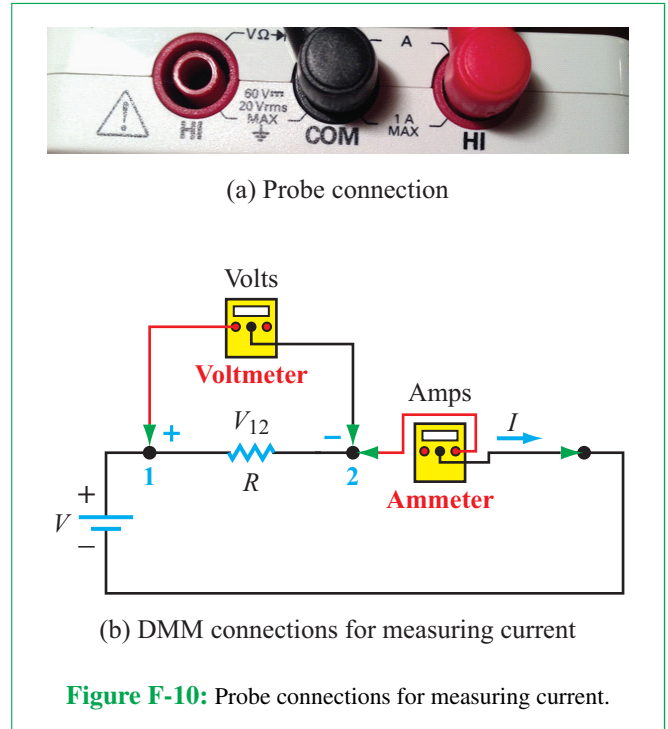 VΩ
A
60 V
20 Vrms
MAX
1 A
MAX
HI
COM
HI
(a) Probe connection
Volts
Voltmeter
Amps
I
+
V₁₂
–
1
R
2
Ammeter
+
V
–
(b) DMM connections for measuring current
Figure F-10: Probe connections for measuring current.